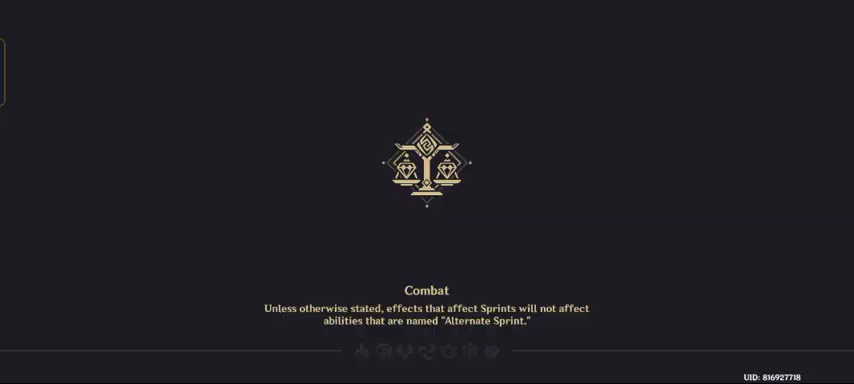 Combat
Unless otherwise stated, effects that affect Sprints will not affect
abilities that are named "Alternate Sprint."
UID: 816927718